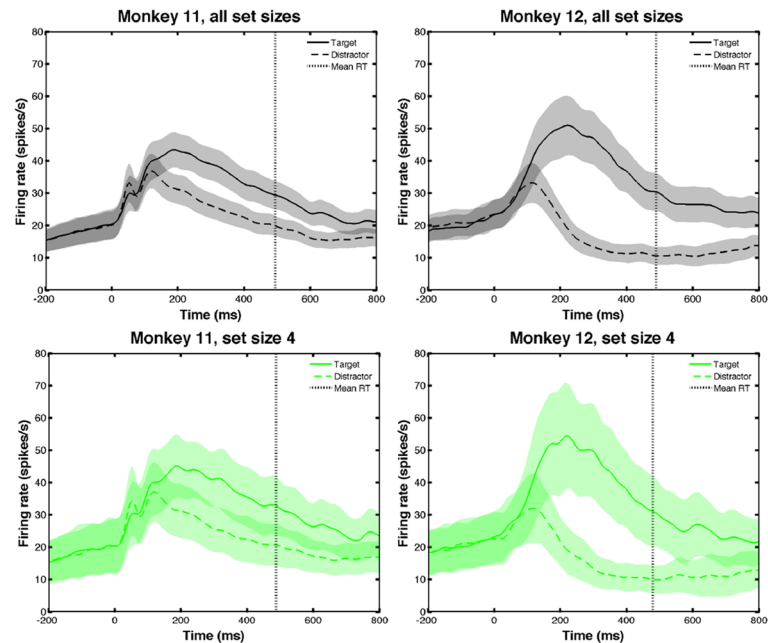 Monkey 11, all set sizes
80
70
60
50
40
30
20
10
0
Firing rate (spikes/s)
Target
Distractor
Mean RT
-200
0
200
400
600
800
Time (ms)
Monkey 12, all set sizes
80
70
60
50
40
30
20
10
0
Firing rate (spikes/s)
Target
Distractor
Mean RT
-200
0
200
400
600
800
Time (ms)
Monkey 11, set size 4
80
70
60
50
40
30
20
10
0
Firing rate (spikes/s)
Target
Distractor
Mean RT
-200
0
200
400
600
800
Time (ms)
Monkey 12, set size 4
80
70
60
50
40
30
20
10
0
Firing rate (spikes/s)
Target
Distractor
Mean RT
-200
0
200
400
600
800
Time (ms)